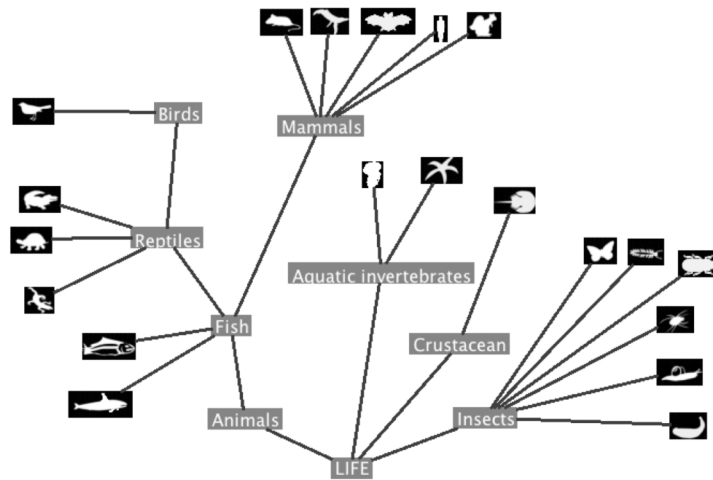 Birds
Mammals
Reptiles
Aquatic invertebrates
Fish
Crustacean
Animals
Insects
LIFE